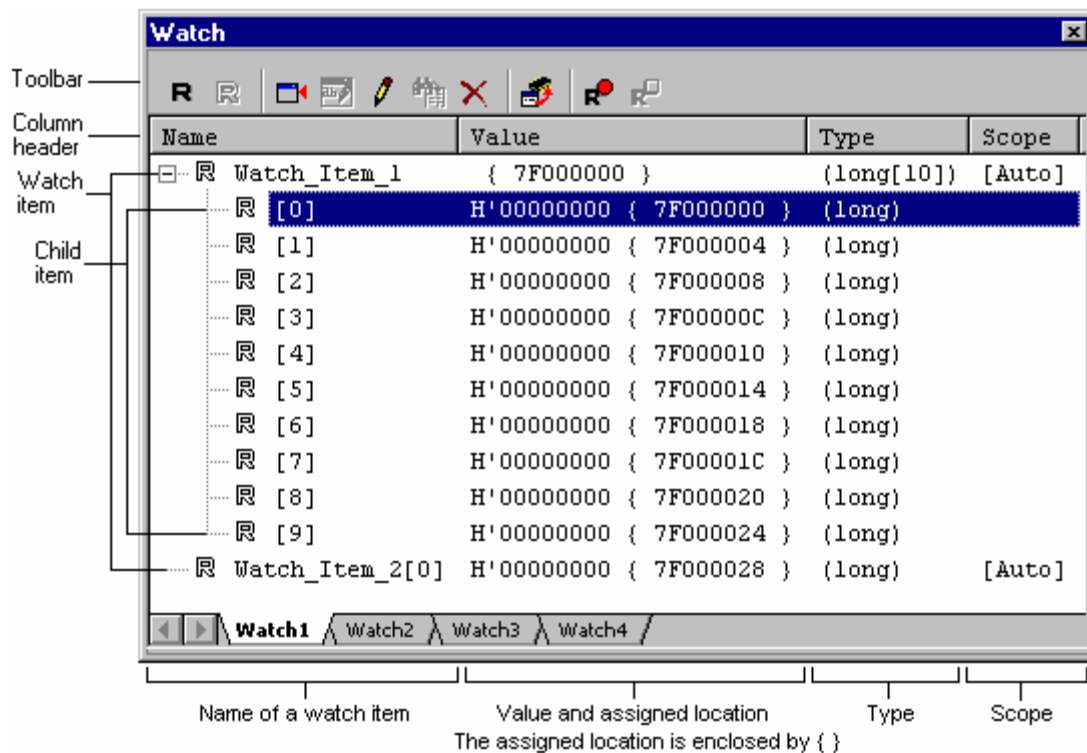 Watch
Toolbar
R R R R
Column header
Name Value Type Scope
Watch item
R Watch_Item_1 { 7F000000 } (long[10]) [Auto]
R [0] H'00000000 { 7F000000 } (long)
Child item
R [1] H'00000000 { 7F000004 } (long)
R [2] H'00000000 { 7F000008 } (long)
R [3] H'00000000 { 7F00000C } (long)
R [4] H'00000000 { 7F000010 } (long)
R [5] H'00000000 { 7F000014 } (long)
R [6] H'00000000 { 7F000018 } (long)
R [7] H'00000000 { 7F00001C } (long)
R [8] H'00000000 { 7F000020 } (long)
R [9] H'00000000 { 7F000024 } (long)
R Watch_Item_2[0] H'00000000 { 7F000028 } (long) [Auto]
Watch1 Watch2 Watch3 Watch4
Name of a watch item Value and assigned location Type Scope
The assigned location is enclosed by { }